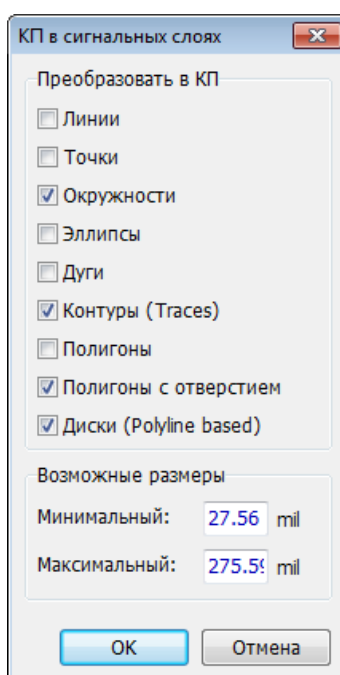 КП в сигнальных слоях
Преобразовать в КП
Линии
Точки
Окружности
Эллипсы
Дуги
Контуры (Traces)
Полигоны
Полигоны с отверстием
Диски (Polyline based)
Возможные размеры
Минимальный: 27.56 mil
Максимальный: 275.59 mil
OK Отмена